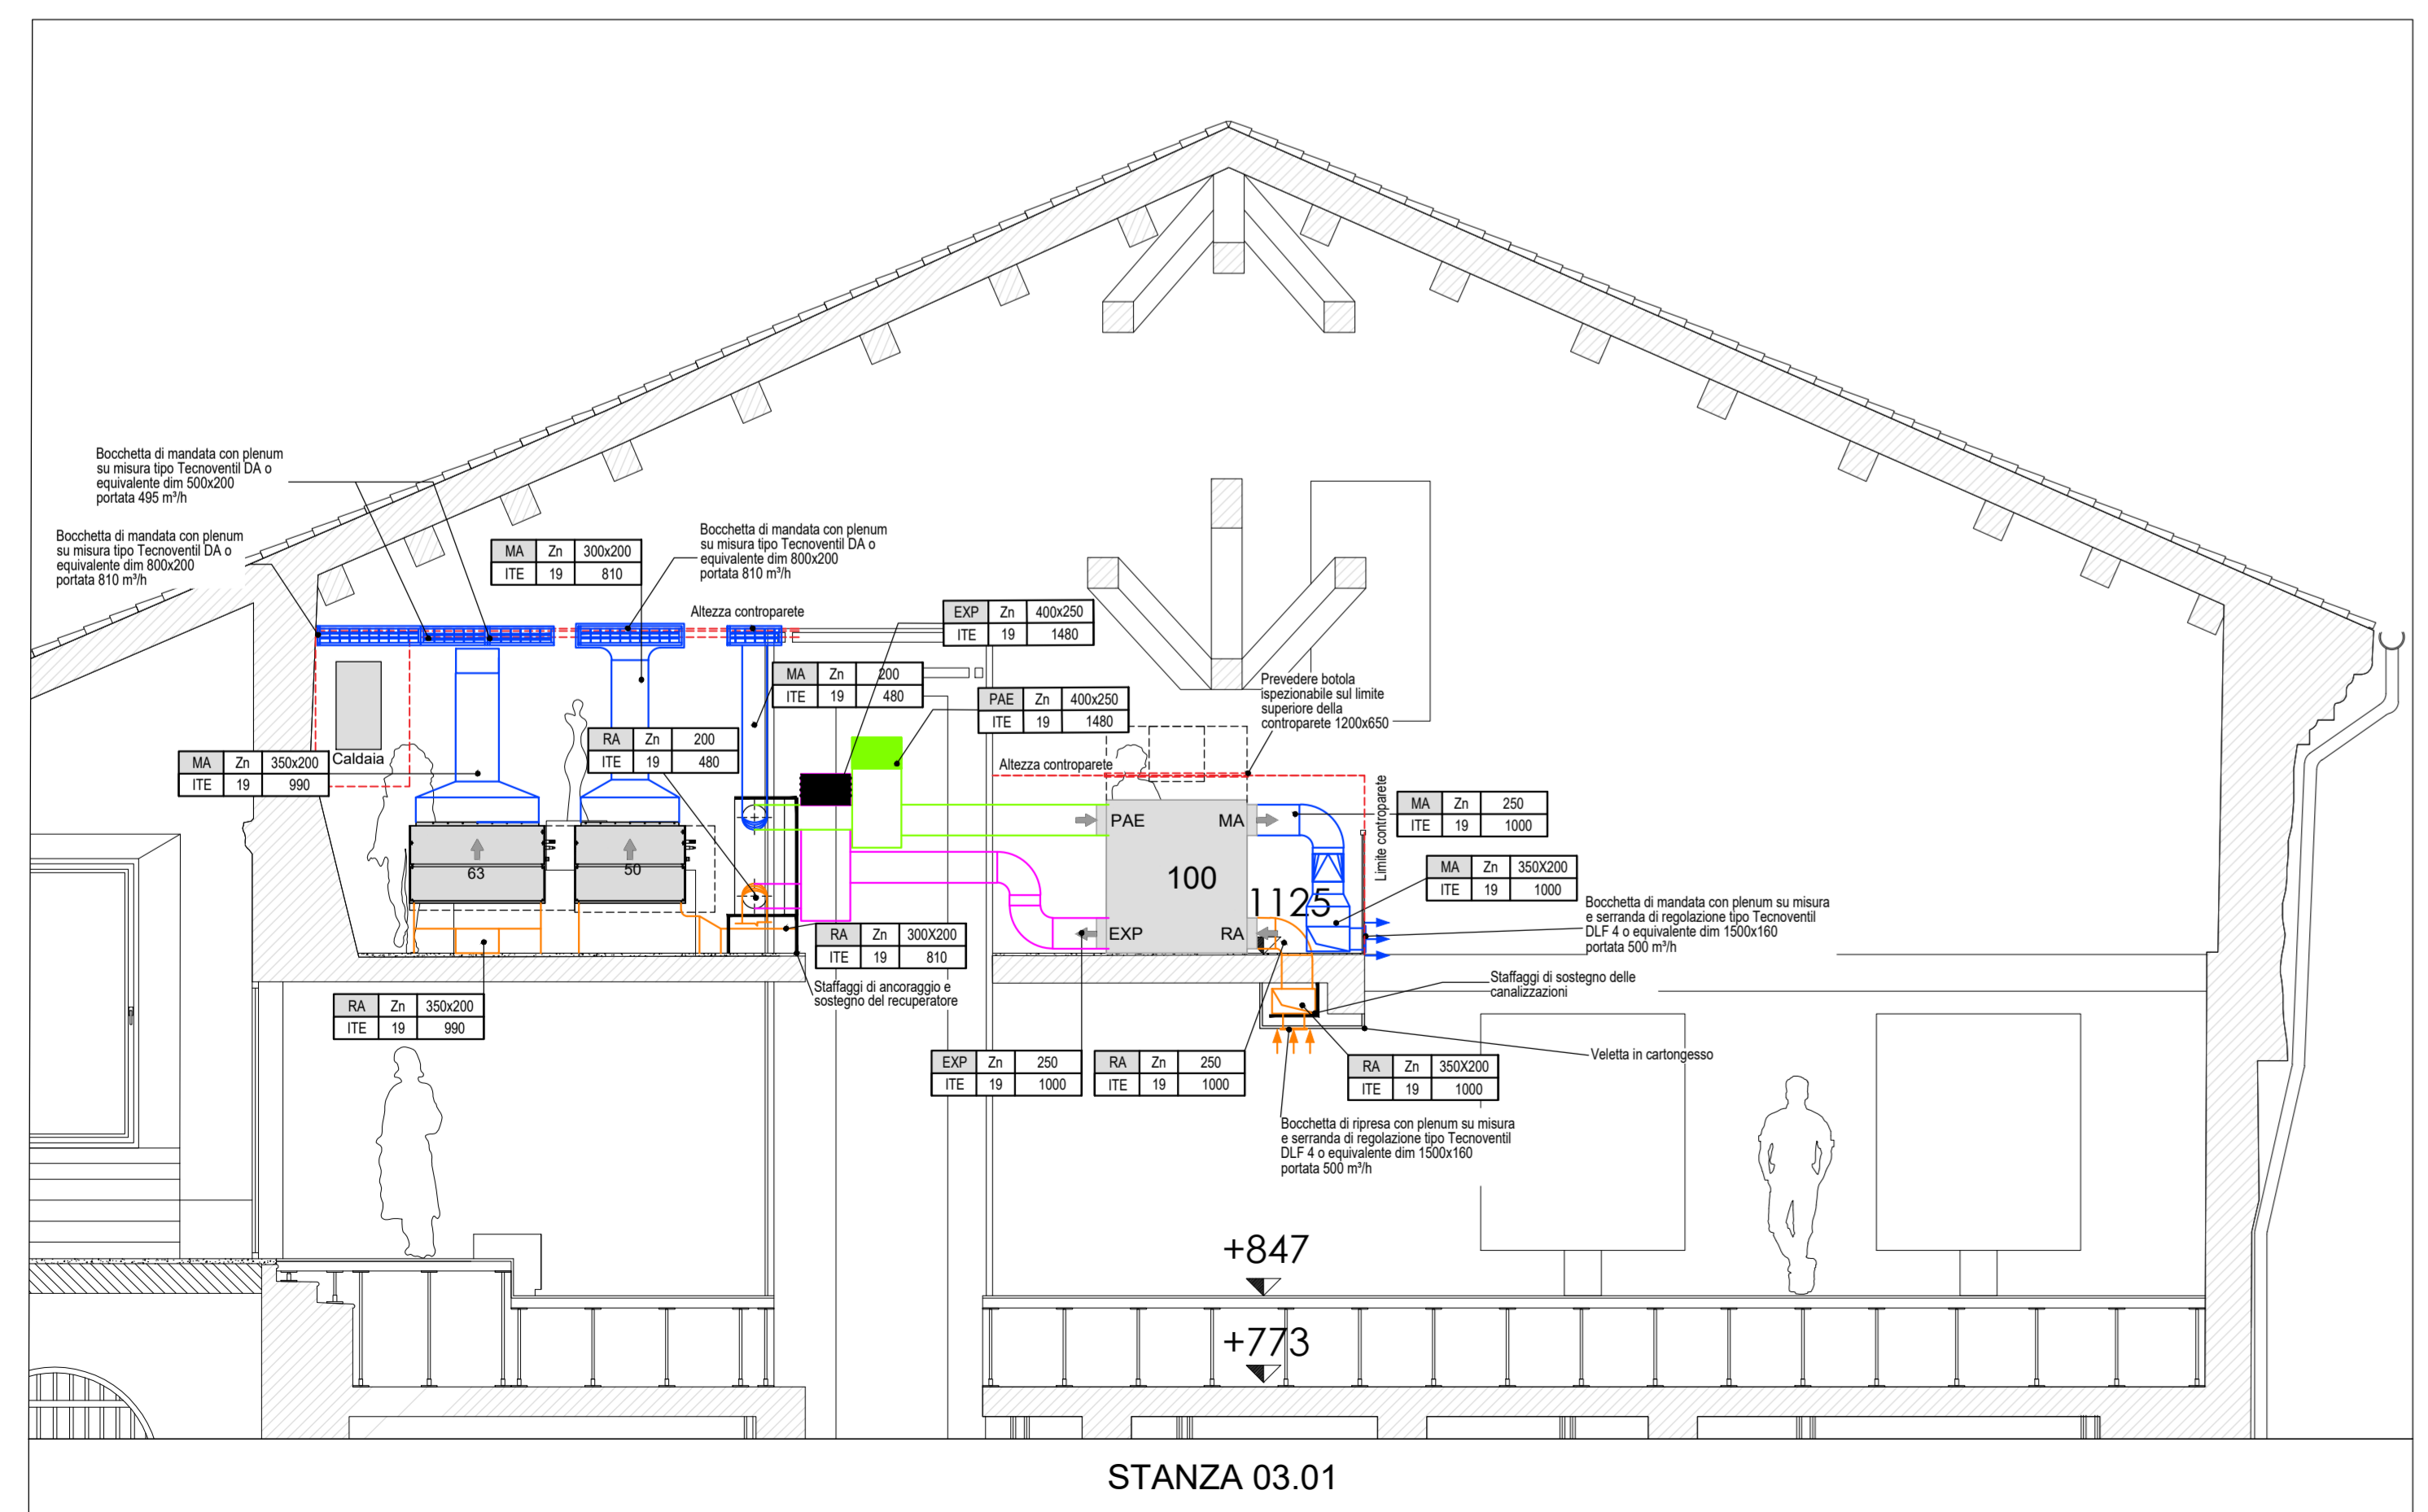 Bocchetta di mandata con plenum
su misura tipo Tecnoventil DA o
equivalente dim 500x200
portata 495 m³/h
Bocchetta di mandata con plenum
su misura tipo Tecnoventil DA o
equivalente dim 800x200
portata 810 m³/h
MA Zn 300x200
ITE 19 810
Bocchetta di mandata con plenum
su misura tipo Tecnoventil DA o
equivalente dim 800x200
portata 810 m³/h
Altezza controparete
EXP Zn 400x250
ITE 19 1480
MA Zn 200
ITE 19 480
PAE Zn 400x250
ITE 19 1480
Prevedere botola
ispezionabile sul limite
superiore della
controparete 1200x650
RA Zn 200
ITE 19 480
Caldaia
MA Zn 350x200
ITE 19 990
Altezza controparete
Limite controparete
MA Zn 250
ITE 19 1000
PAE MA
63
50
100
1125
EXP RA
MA Zn 350X200
ITE 19 1000
Bocchetta di mandata con plenum su misura
e serranda di regolazione tipo Tecnoventil
DLF 4 o equivalente dim 1500x160
portata 500 m³/h
RA Zn 300X200
ITE 19 810
Staffaggi di ancoraggio e
sostegno del recuperatore
Staffaggi di sostegno delle
canalizzazioni
RA Zn 350x200
ITE 19 990
EXP Zn 250
ITE 19 1000
RA Zn 250
ITE 19 1000
RA Zn 350X200
ITE 19 1000
Veletta in cartongesso
Bocchetta di ripresa con plenum su misura
e serranda di regolazione tipo Tecnoventil
DLF 4 o equivalente dim 1500x160
portata 500 m³/h
+847
+773
STANZA 03.01